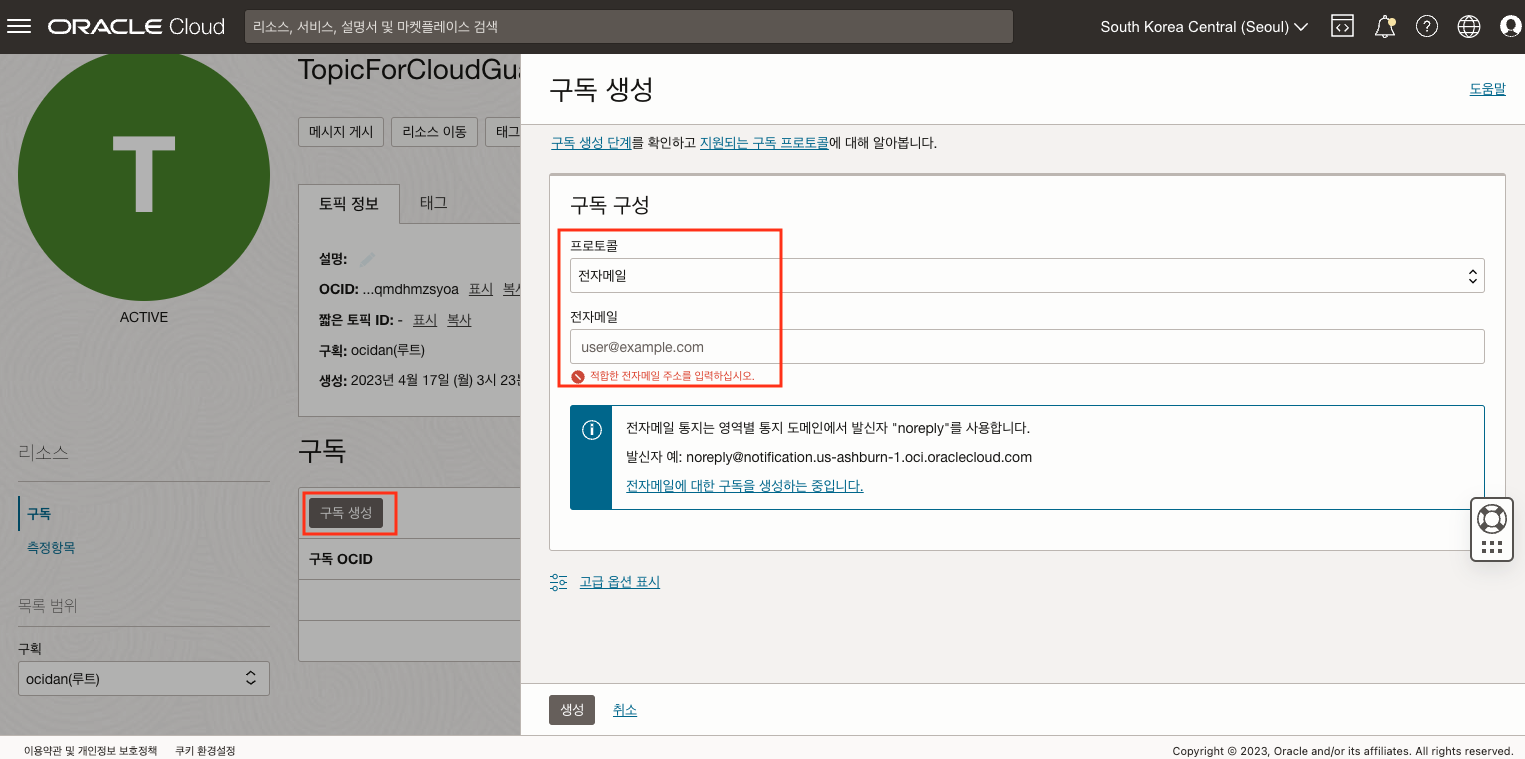 ORACLE Cloud
리소스, 서비스, 설명서 및 마켓플레이스 검색
South Korea Central (Seoul)
T
ACTIVE
리소스
구독
측정항목
목록 범위
구획
ocidan(루트)
TopicForCloudGua
메시지 게시
리소스 이동
태그
토픽 정보
태그
설명:
OCID: ...qmdhmzsyoa 표시 복사
짧은 토픽 ID: - 표시 복사
구획: ocidan(루트)
생성: 2023년 4월 17일 (월) 3시 23분
구독
구독 생성
구독 OCID
구독 생성
도움말
구독 생성 단계를 확인하고 지원되는 구독 프로토콜에 대해 알아봅니다.
구독 구성
프로토콜
전자메일
전자메일
user@example.com
적합한 전자메일 주소를 입력하십시오.
전자메일 통지는 영역별 통지 도메인에서 발신자 "noreply"를 사용합니다.
발신자 예: noreply@notification.us-ashburn-1.oci.oraclecloud.com
전자메일에 대한 구독을 생성하는 중입니다.
고급 옵션 표시
생성
취소
이용약관 및 개인정보 보호정책
쿠키 환경설정
Copyright © 2023, Oracle and/or its affiliates. All rights reserved.